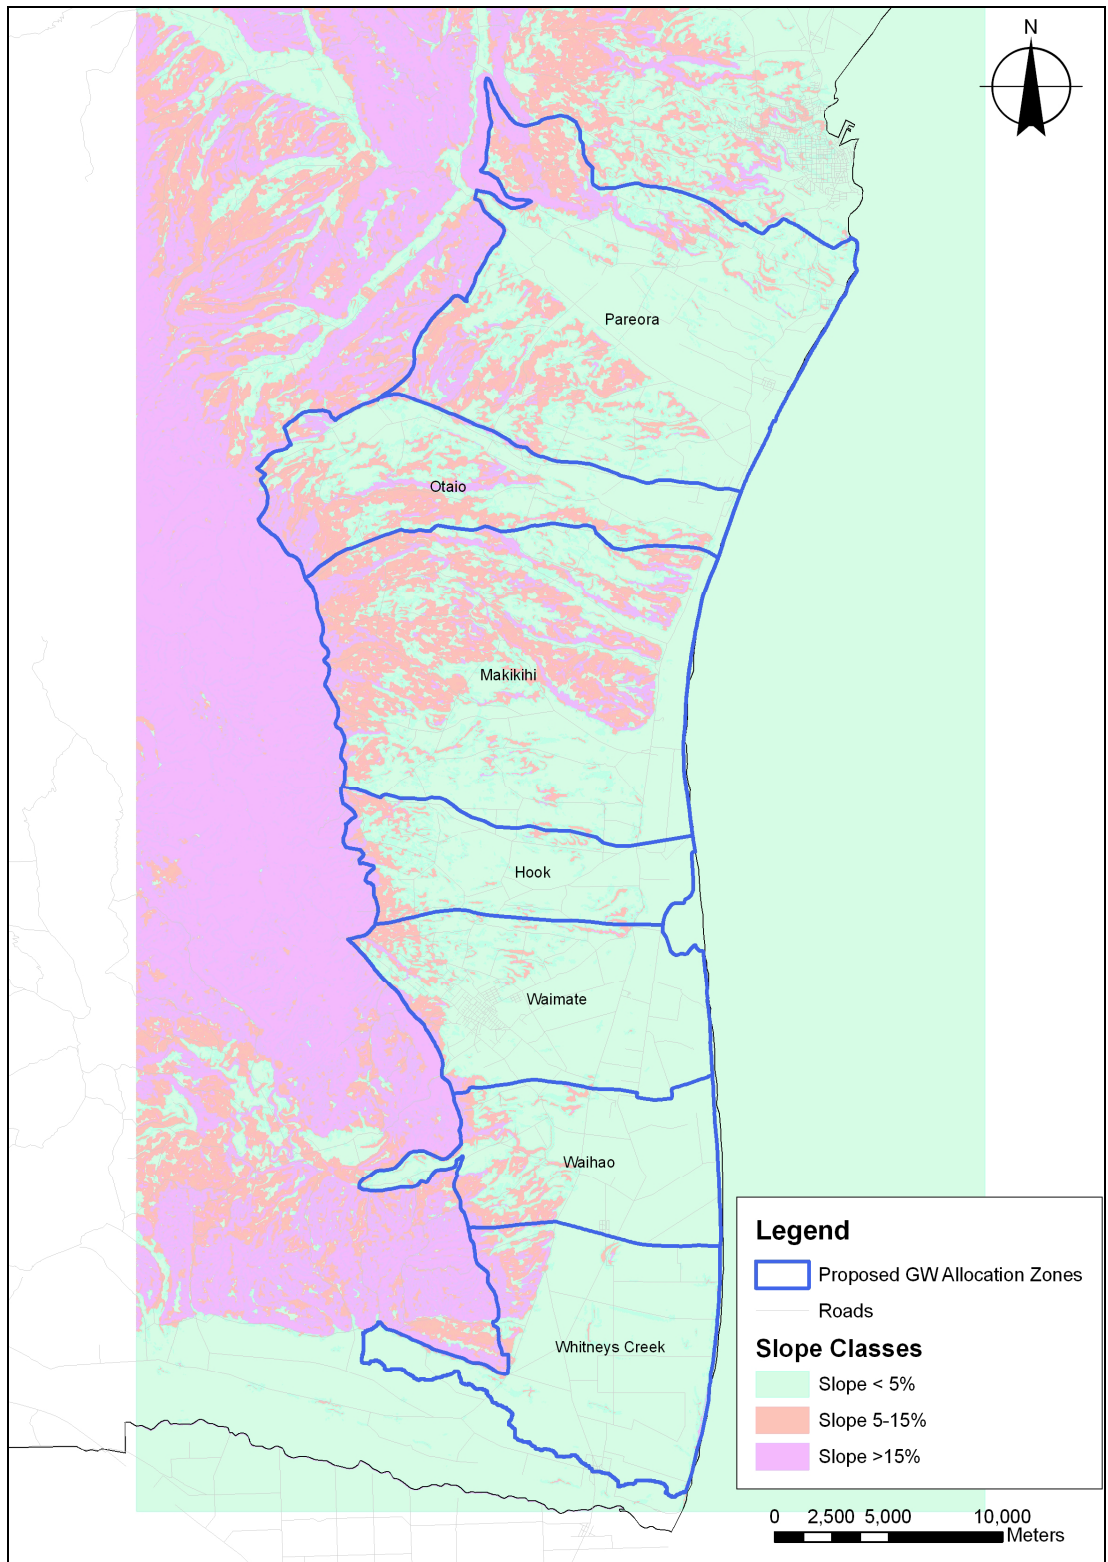 N
Pareora
Otaio
Makikihi
Hook
Waimate
Waihao
Whitneys Creek
Legend
Proposed GW Allocation Zones
Roads
Slope Classes
Slope < 5%
Slope 5-15%
Slope >15%
0 2,500 5,000 10,000
Meters